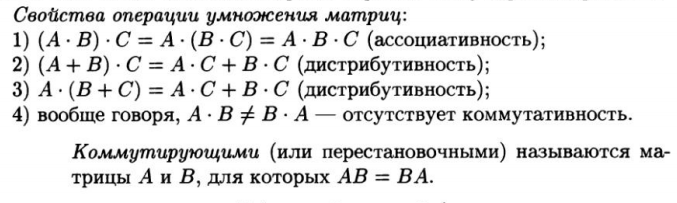 Свойства операции умножения матриц:
1) (A · B) · C = A · (B · C) = A · B · C (ассоциативность);
2) (A + B) · C = A · C + B · C (дистрибутивность);
3) A · (B + C) = A · C + B · C (дистрибутивность);
4) вообще говоря, A · B ≠ B · A — отсутствует коммутативность.
Коммутирующими (или перестановочными) называются ма-
трицы A и B, для которых AB = BA.